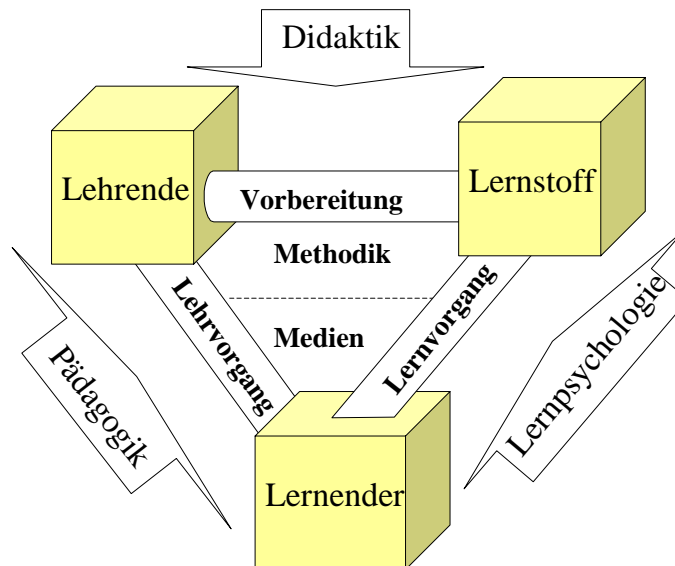 Didaktik
Lehrende
Lernstoff
Vorbereitung
Methodik
Lehrvorgang
Lernvorgang
Medien
Pädagogik
Lernpsychologie
Lernender